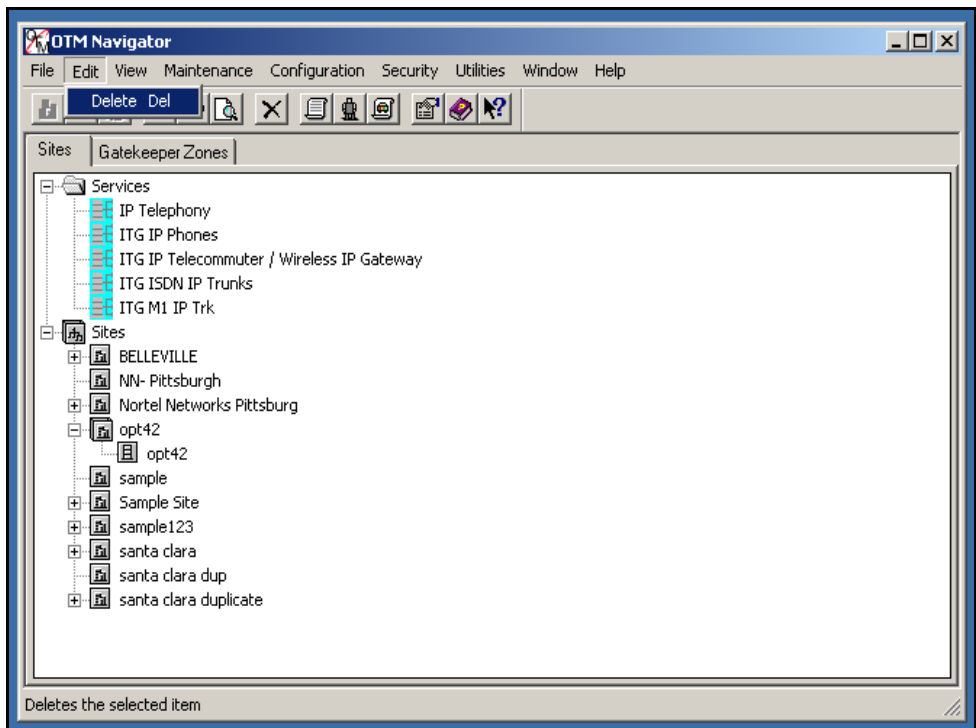 OTM Navigator
File Edit View Maintenance Configuration Security Utilities Window Help
Delete Del
Sites Gatekeeper Zones
Services
IP Telephony
ITG IP Phones
ITG IP Telecommuter / Wireless IP Gateway
ITG ISDN IP Trunks
ITG M1 IP Trk
Sites
BELLEVILLE
NN- Pittsburgh
Nortel Networks Pittsburg
opt42
opt42
sample
Sample Site
sample123
santa clara
santa clara dup
santa clara duplicate
Deletes the selected item